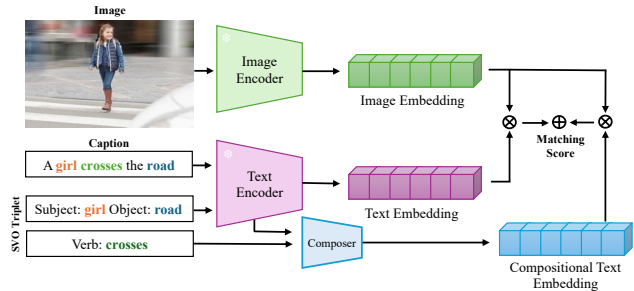 Image
Image
Encoder
Image Embedding
Matching
Score
Caption
A girl crosses the road
Text
Encoder
Text Embedding
SVO Triplet
Subject: girl Object: road
Verb: crosses
Composer
Compositional Text
Embedding